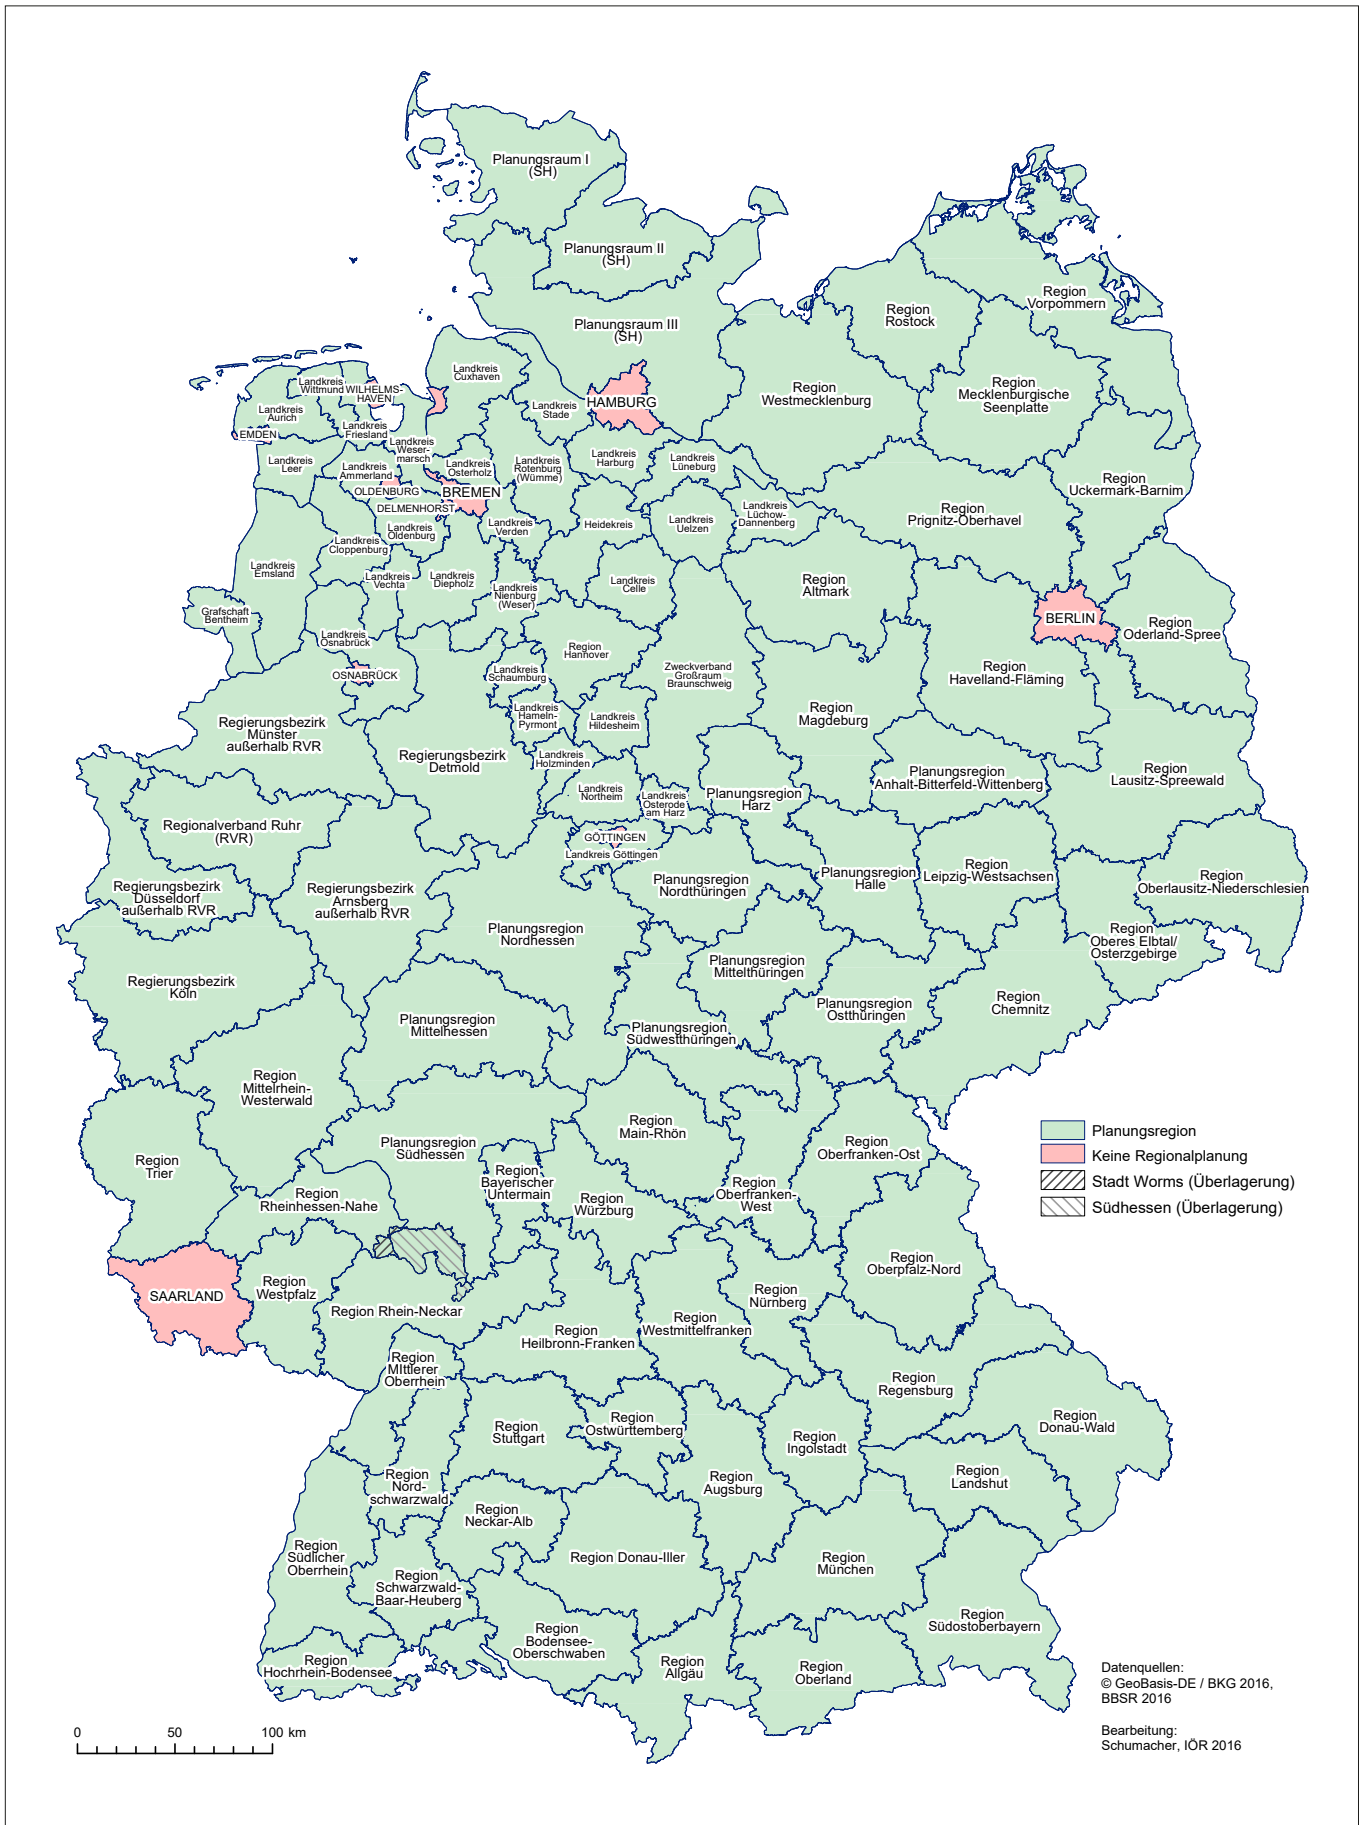 Planungsraum I
(SH)
Planungsraum II
(SH)
Planungsraum III
(SH)
Region
Vorpommern
Region
Rostock
Region
Westmecklenburg
Region
Mecklenburgische
Seenplatte
Landkreis
Cuxhaven
Landkreis
Wittmund
WILHELMS-
HAVEN
Landkreis
Aurich
Landkreis
Friesland
EMDEN
Landkreis
Stade
HAMBURG
Landkreis
Weser-
marsch
Landkreis
Leer
Landkreis
Ammerland
Landkreis
Osterholz
Landkreis
Rotenburg
(Wümme)
Landkreis
Harburg
Landkreis
Lüneburg
OLDENBURG
BREMEN
DELMENHORST
Landkreis
Oldenburg
Landkreis
Verden
Heidekreis
Landkreis
Uelzen
Landkreis
Lüchow-
Dannenberg
Region
Prignitz-Oberhavel
Region
Uckermark-Barnim
Landkreis
Cloppenburg
Landkreis
Emsland
Landkreis
Vechta
Landkreis
Diepholz
Landkreis
Nienburg
(Weser)
Landkreis
Celle
Region
Altmark
Grafschaft
Bentheim
Landkreis
Osnabrück
BERLIN
Region
Oderland-Spree
Region
Hannover
OSNABRÜCK
Landkreis
Schaumburg
Zweckverband
Großraum
Braunschweig
Region
Havelland-Fläming
Landkreis
Hameln-
Pyrmont
Landkreis
Hildesheim
Region
Magdeburg
Regierungsbezirk
Münster
außerhalb RVR
Regierungsbezirk
Detmold
Landkreis
Holzminden
Landkreis
Northeim
Landkreis
Osterode
am Harz
Planungsregion
Harz
Planungsregion
Anhalt-Bitterfeld-Wittenberg
Region
Lausitz-Spreewald
Regionalverband Ruhr
(RVR)
GÖTTINGEN
Landkreis Göttingen
Regierungsbezirk
Düsseldorf
außerhalb RVR
Regierungsbezirk
Arnsberg
außerhalb RVR
Planungsregion
Nordthüringen
Planungsregion
Halle
Region
Leipzig-Westsachsen
Region
Oberlausitz-Niederschlesien
Planungsregion
Nordhessen
Region
Oberes Elbtal/
Osterzgebirge
Planungsregion
Mittelthüringen
Regierungsbezirk
Köln
Planungsregion
Mittelhessen
Planungsregion
Südwestthüringen
Planungsregion
Ostthüringen
Region
Chemnitz
Region
Mittelrhein-
Westerwald
Region
Main-Rhön
Planungsregion
Südhessen
Region
Oberfranken-Ost
Region
Trier
Region
Bayerischer
Untermain
Region
Rheinhessen-Nahe
Region
Würzburg
Region
Oberfranken-
West
Planungsregion
Keine Regionalplanung
Stadt Worms (Überlagerung)
Südhessen (Überlagerung)
SAARLAND
Region
Westpfalz
Region Rhein-Neckar
Region
Nürnberg
Region
Oberpfalz-Nord
Region
Heilbronn-Franken
Region
Westmittelfranken
Region
MIttlerer
Oberrhein
Region
Regensburg
Region
Stuttgart
Region
Ostwürttemberg
Region
Ingolstadt
Region
Donau-Wald
Region
Nord-
schwarzwald
Region
Augsburg
Region
Landshut
Region
Neckar-Alb
Region
Südlicher
Oberrhein
Region Donau-Iller
Region
München
Region
Schwarzwald-
Baar-Heuberg
Region
Südostoberbayern
Region
Bodensee-
Oberschwaben
Region
Hochrhein-Bodensee
Region
Allgäu
Region
Oberland
Datenquellen:
© GeoBasis-DE / BKG 2016,
BBSR 2016
Bearbeitung:
Schumacher, IÖR 2016
0 50 100 km